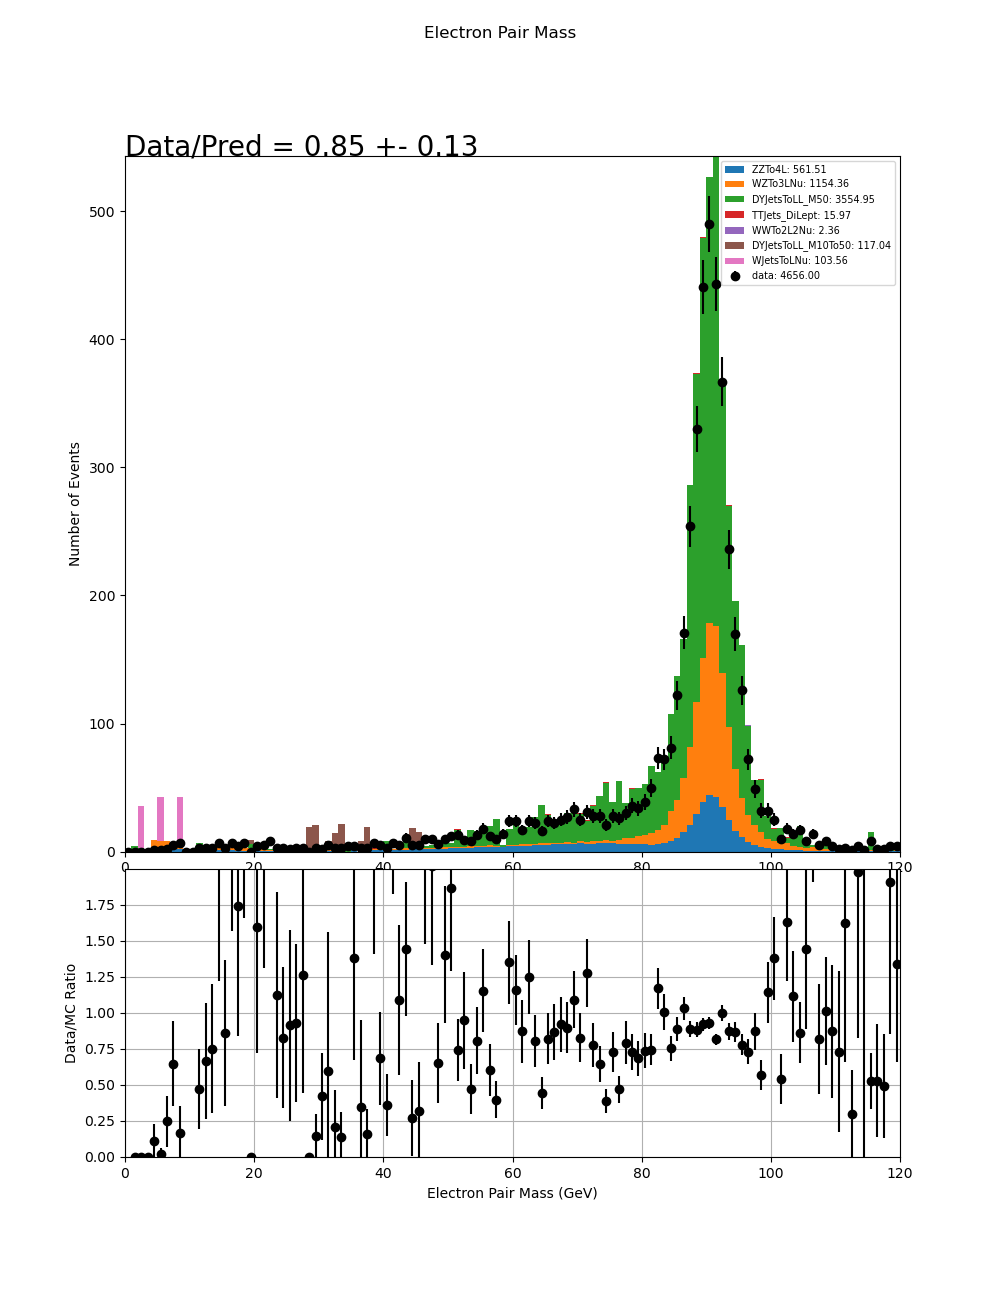 Electron Pair Mass
Data/Pred = 0.85 +- 0.13
500
400
300
200
100
0
Number of Events
ZZTo4L: 561.51
WZTo3LNu: 1154.36
DYJetsToLL_M50: 3554.95
TTJets_DiLept: 15.97
WWTo2L2Nu: 2.36
DYJetsToLL_M10To50: 117.04
WJetsToLNu: 103.56
data: 4656.00
0 20 40 60 80 100 120
1.75
1.50
1.25
1.00
0.75
0.50
0.25
0.00
Data/MC Ratio
0 20 40 60 80 100 120
Electron Pair Mass (GeV)